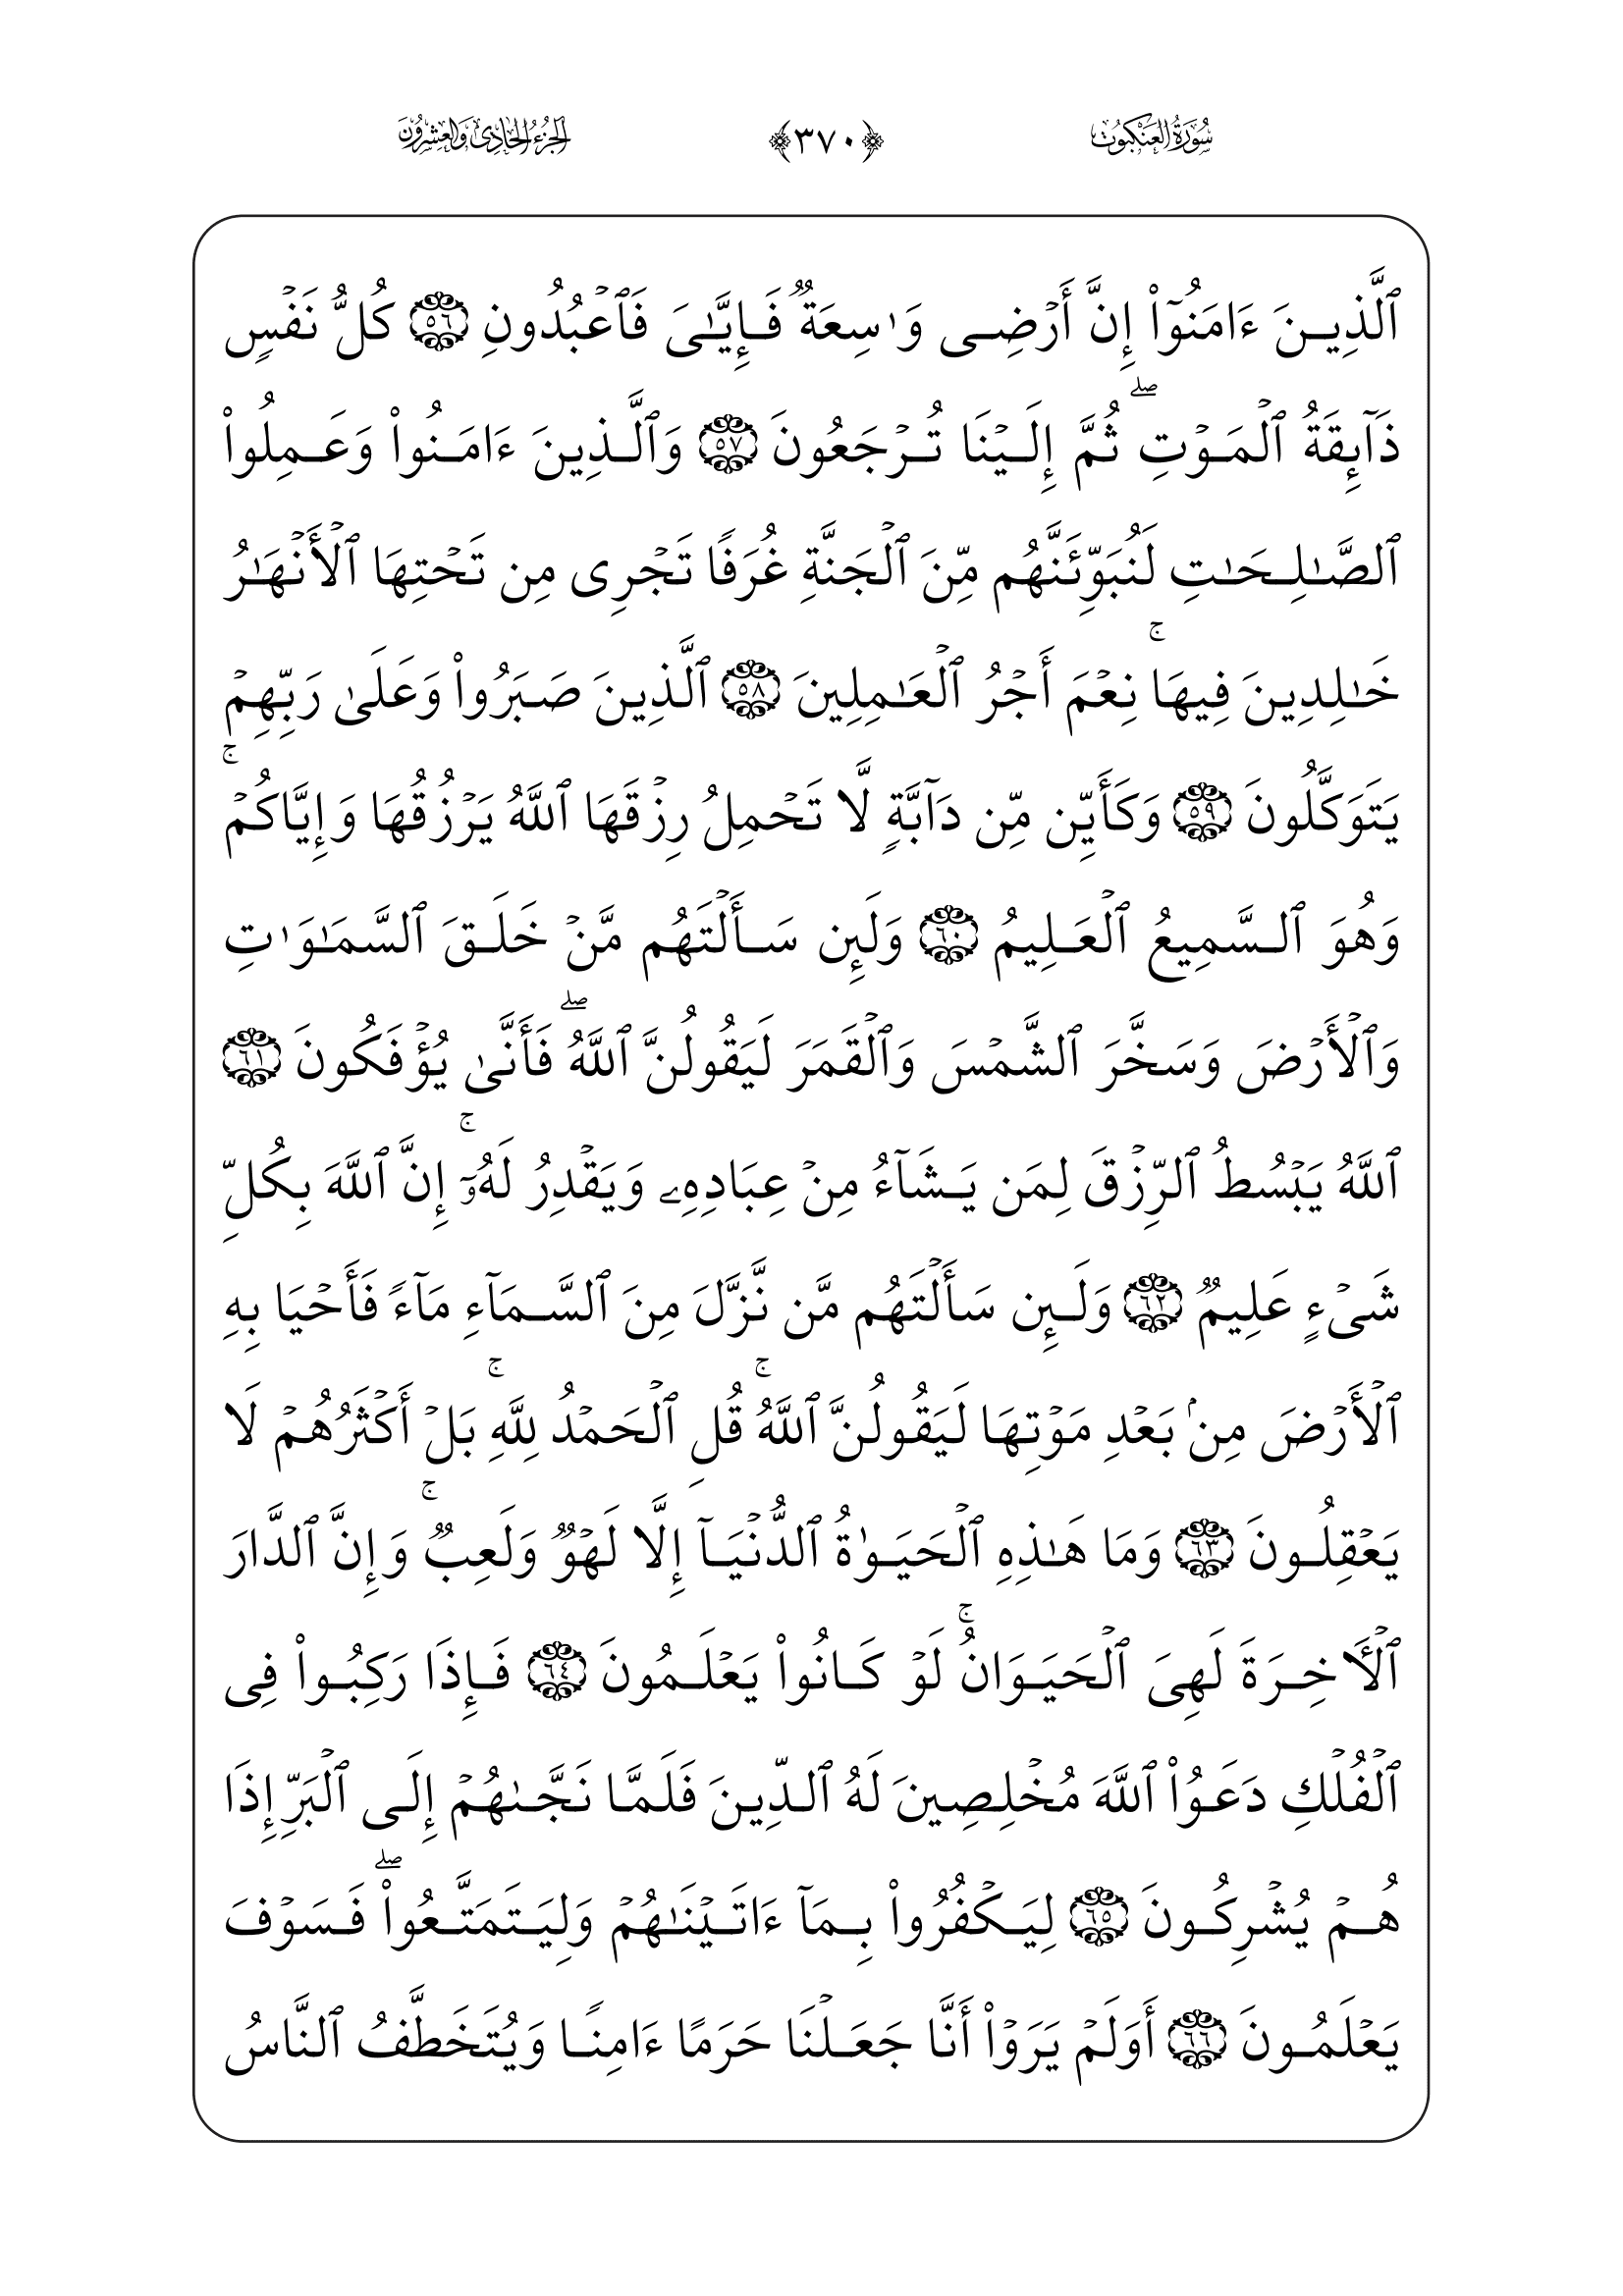 سُورَةُ العَنكَبُوت ﴿٣٧٠﴾ الجُزْءُ الحَادِي وَالعِشْرُونَ
ٱلَّذِينَ ءَامَنُوٓا۟ إِنَّ أَرْضِى وَٰسِعَةٌ فَإِيَّـٰىَ فَٱعْبُدُونِ ٥٦ كُلُّ نَفْسٍ
ذَآئِقَةُ ٱلْمَوْتِ ۖ ثُمَّ إِلَيْنَا تُرْجَعُونَ ٥٧ وَٱلَّذِينَ ءَامَنُوا۟ وَعَمِلُوا۟
ٱلصَّـٰلِحَـٰتِ لَنُبَوِّئَنَّهُم مِّنَ ٱلْجَنَّةِ غُرَفًا تَجْرِى مِن تَحْتِهَا ٱلْأَنْهَـٰرُ
خَـٰلِدِينَ فِيهَا ۚ نِعْمَ أَجْرُ ٱلْعَـٰمِلِينَ ٥٨ ٱلَّذِينَ صَبَرُوا۟ وَعَلَىٰ رَبِّهِمْ
يَتَوَكَّلُونَ ٥٩ وَكَأَيِّن مِّن دَآبَّةٍ لَّا تَحْمِلُ رِزْقَهَا ٱللَّهُ يَرْزُقُهَا وَإِيَّاكُمْ ۚ
وَهُوَ ٱلسَّمِيعُ ٱلْعَلِيمُ ٦٠ وَلَئِن سَأَلْتَهُم مَّنْ خَلَقَ ٱلسَّمَـٰوَٰتِ
وَٱلْأَرْضَ وَسَخَّرَ ٱلشَّمْسَ وَٱلْقَمَرَ لَيَقُولُنَّ ٱللَّهُ ۖ فَأَنَّىٰ يُؤْفَكُونَ ٦١
ٱللَّهُ يَبْسُطُ ٱلرِّزْقَ لِمَن يَشَآءُ مِنْ عِبَادِهِۦ وَيَقْدِرُ لَهُۥٓ ۚ إِنَّ ٱللَّهَ بِكُلِّ
شَىْءٍ عَلِيمٌ ٦٢ وَلَئِن سَأَلْتَهُم مَّن نَّزَّلَ مِنَ ٱلسَّمَآءِ مَآءً فَأَحْيَا بِهِ
ٱلْأَرْضَ مِنۢ بَعْدِ مَوْتِهَا لَيَقُولُنَّ ٱللَّهُ ۚ قُلِ ٱلْحَمْدُ لِلَّهِ ۚ بَلْ أَكْثَرُهُمْ لَا
يَعْقِلُونَ ٦٣ وَمَا هَـٰذِهِ ٱلْحَيَوٰةُ ٱلدُّنْيَآ إِلَّا لَهْوٌ وَلَعِبٌ ۚ وَإِنَّ ٱلدَّارَ
ٱلْـَٔاخِرَةَ لَهِىَ ٱلْحَيَوَانُ ۚ لَوْ كَانُوا۟ يَعْلَمُونَ ٦٤ فَإِذَا رَكِبُوا۟ فِى
ٱلْفُلْكِ دَعَوُا۟ ٱللَّهَ مُخْلِصِينَ لَهُ ٱلدِّينَ فَلَمَّا نَجَّىٰهُمْ إِلَى ٱلْبَرِّ إِذَا
هُمْ يُشْرِكُونَ ٦٥ لِيَكْفُرُوا۟ بِمَآ ءَاتَيْنَـٰهُمْ وَلِيَتَمَتَّعُوا۟ ۖ فَسَوْفَ
يَعْلَمُونَ ٦٦ أَوَلَمْ يَرَوْا۟ أَنَّا جَعَلْنَا حَرَمًا ءَامِنًا وَيُتَخَطَّفُ ٱلنَّاسُ